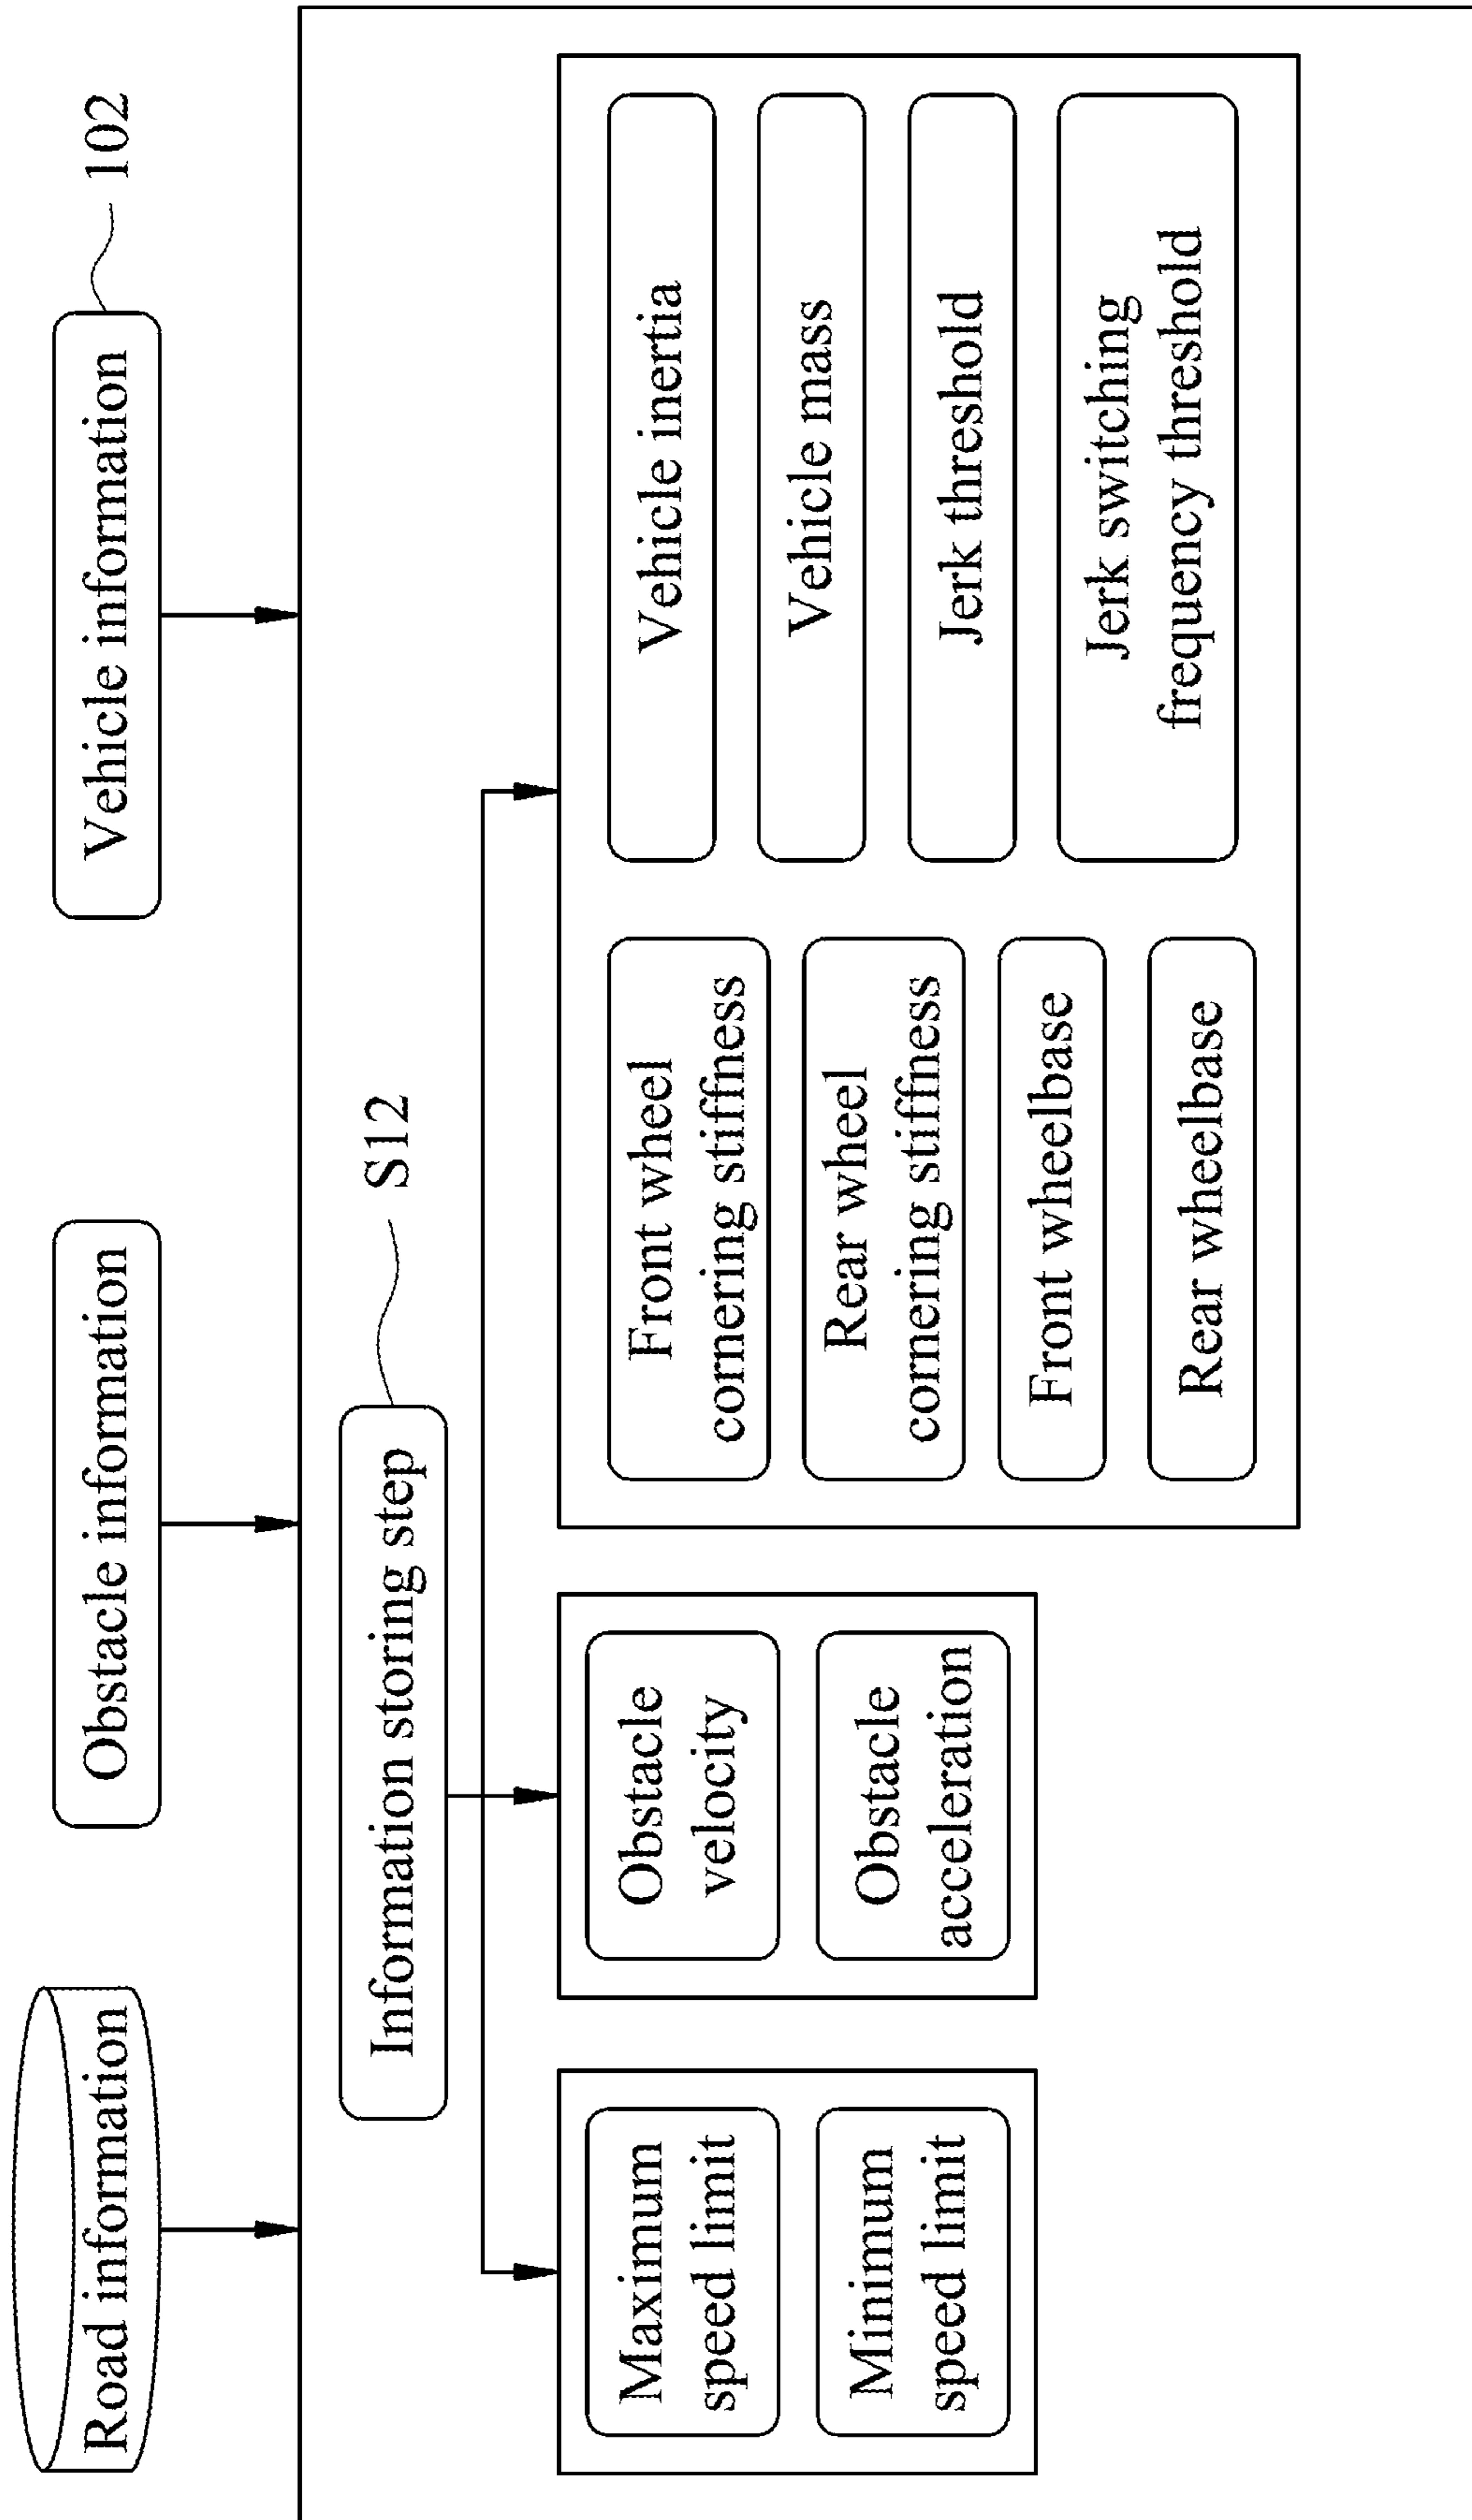 Road information
Obstacle information
Vehicle information
102
Information storing step
S12
Maximum
speed limit
Minimum
speed limit
Obstacle
velocity
Obstacle
acceleration
Front wheel
cornering stiffness
Rear wheel
cornering stiffness
Front wheelbase
Rear wheelbase
Vehicle inertia
Vehicle mass
Jerk threshold
Jerk switching
frequency threshold